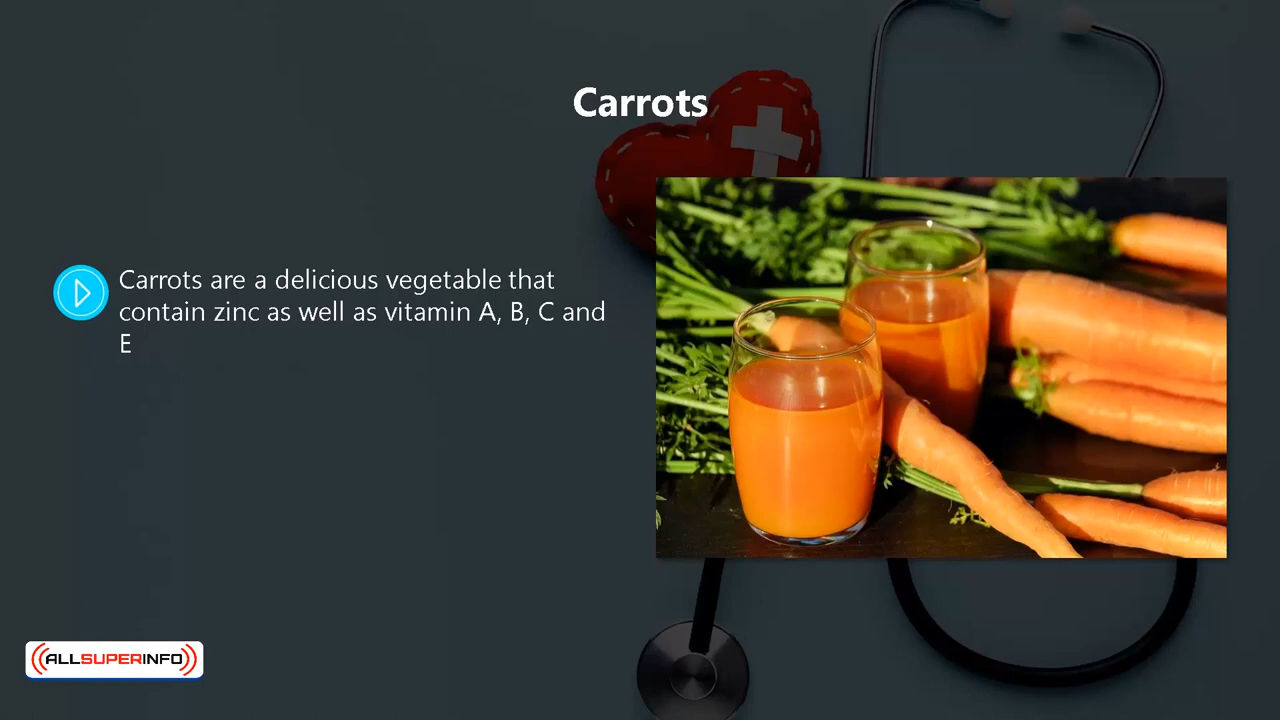 Carrots
Carrots are a delicious vegetable that
contain zinc as well as vitamin A, B, C and
E
ALLSUPERINFO